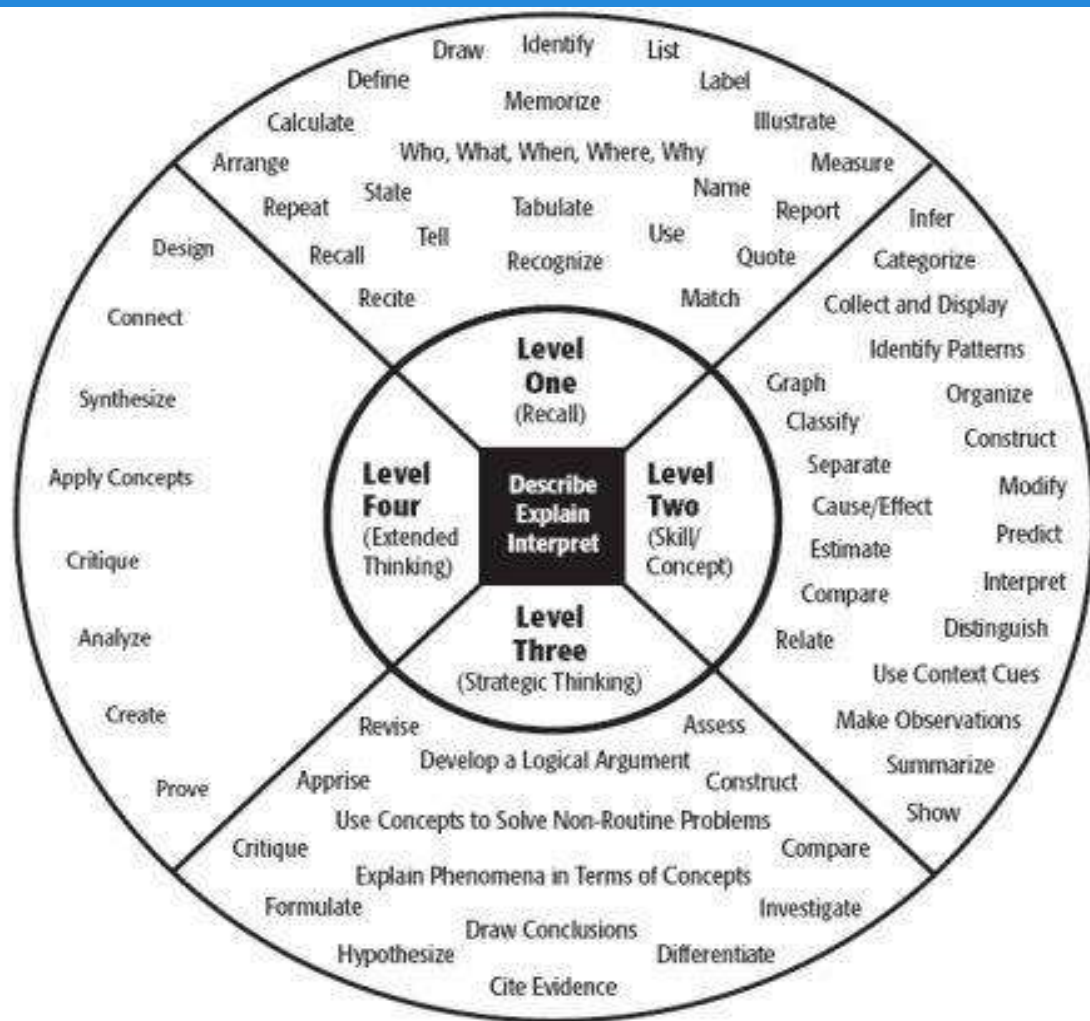 Draw
Identify
List
Define
Label
Memorize
Calculate
Illustrate
Who, What, When, Where, Why
Arrange
Measure
State
Name
Repeat
Tabulate
Report
Tell
Use
Recall
Recognize
Quote
Recite
Match
Level
One
(Recall)
Infer
Categorize
Collect and Display
Identify Patterns
Graph
Organize
Classify
Construct
Separate
Modify
Cause/Effect
Predict
Estimate
Interpret
Compare
Distinguish
Relate
Use Context Cues
Make Observations
Summarize
Show
Level
Two
(Skill/
Concept)
Describe
Explain
Interpret
Level
Four
(Extended
Thinking)
Design
Connect
Synthesize
Apply Concepts
Critique
Analyze
Create
Prove
Level
Three
(Strategic Thinking)
Revise
Assess
Develop a Logical Argument
Apprise
Construct
Use Concepts to Solve Non-Routine Problems
Critique
Compare
Explain Phenomena in Terms of Concepts
Formulate
Investigate
Draw Conclusions
Hypothesize
Differentiate
Cite Evidence